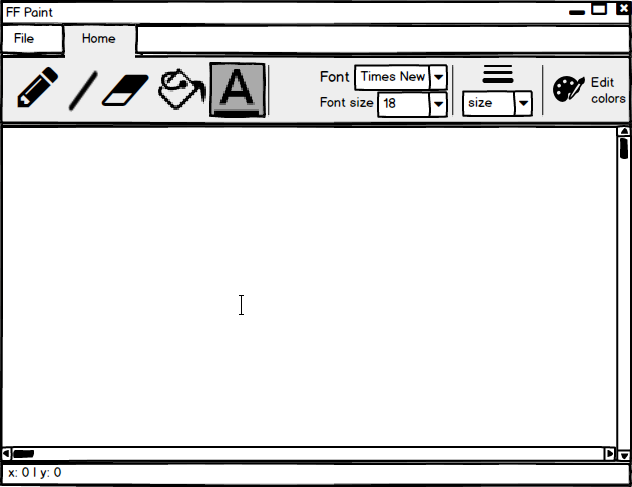 FF Paint
File Home
A
Font Times New
Font size 18
size
Edit
colors
x: 0 | y: 0